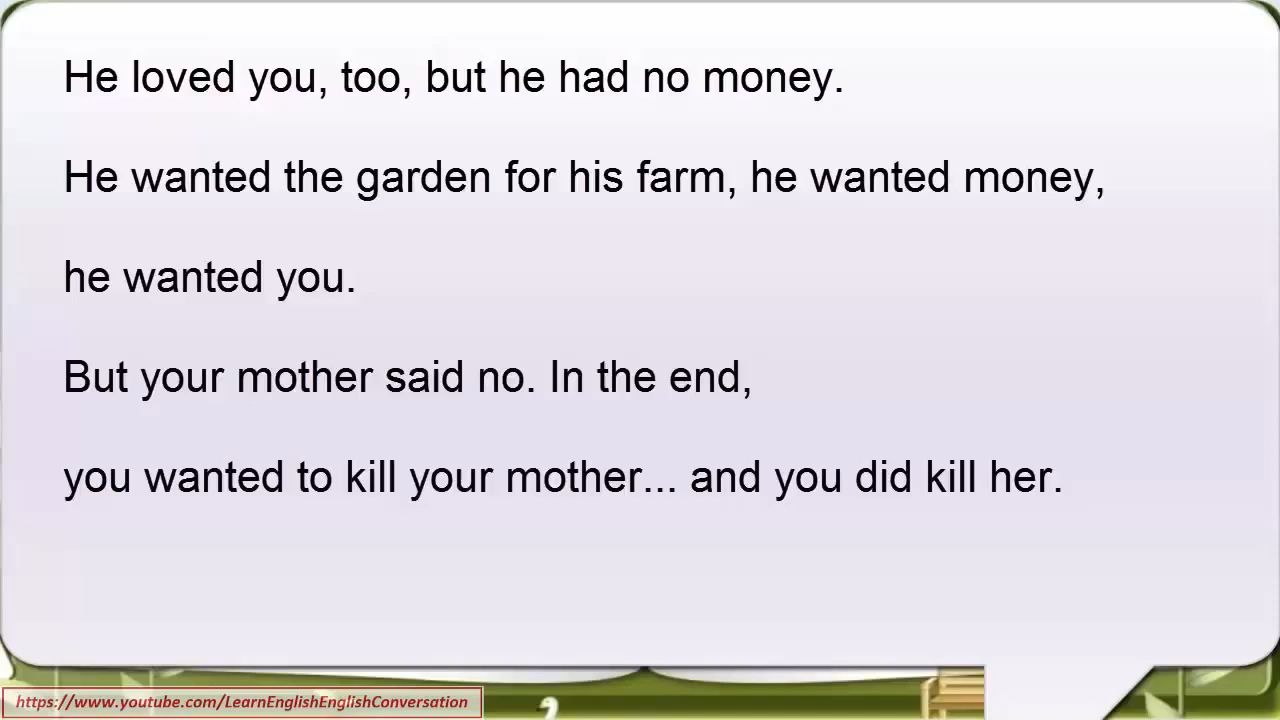 He loved you, too, but he had no money.
He wanted the garden for his farm, he wanted money,
he wanted you.
But your mother said no. In the end,
you wanted to kill your mother... and you did kill her.
https://www.youtube.com/LearnEnglishEnglishConversation